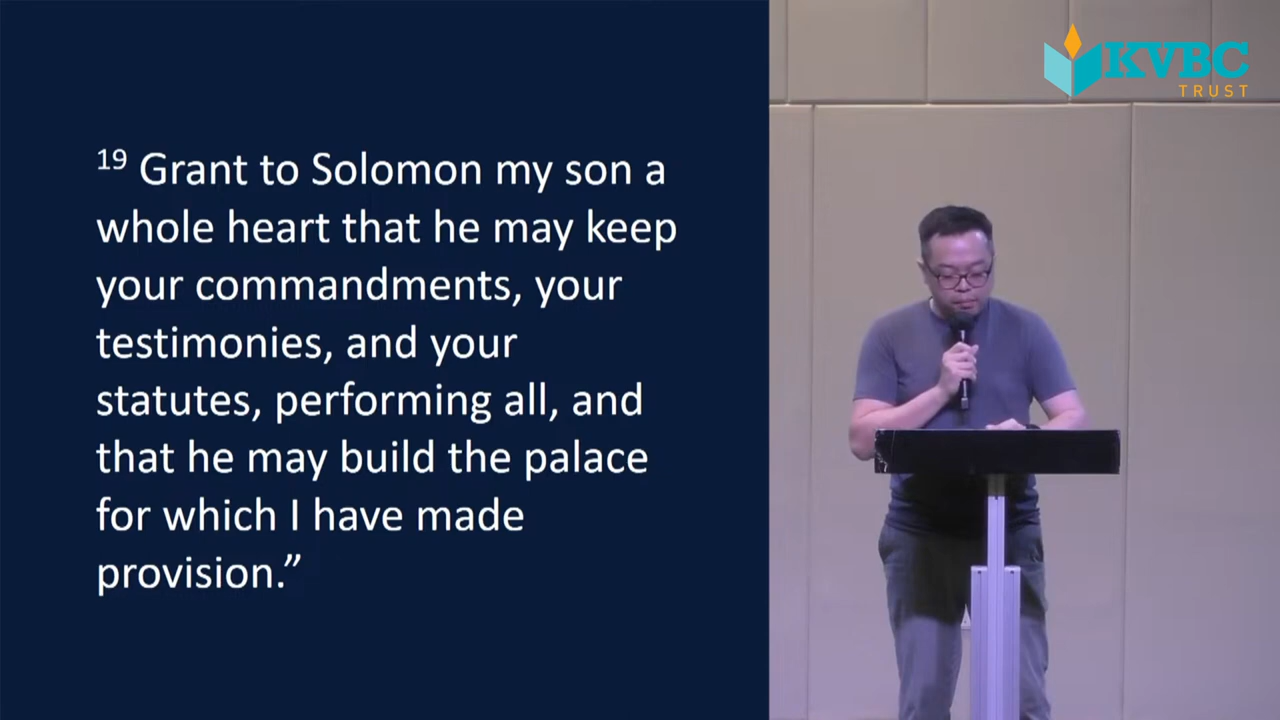 19 Grant to Solomon my son a
whole heart that he may keep
your commandments, your
testimonies, and your
statutes, performing all, and
that he may build the palace
for which I have made
provision.”
KVBC
TRUST